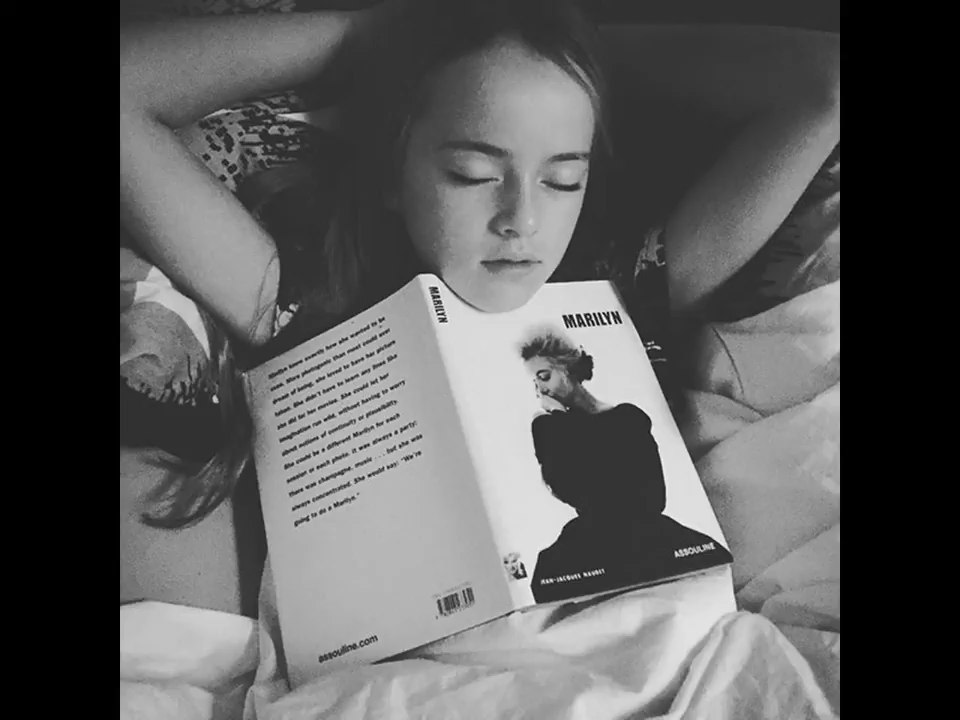 Marilyn knew exactly how she wanted to be
seen. More photogenic than most could ever
dream of being, she loved to have her picture
taken. She didn't have to learn any lines like
she did for her movies. She could let her
imagination run wild, without having to worry
about notions of continuity or plausibility.
She could be a different Marilyn for each
session or each photo. It was always a party:
there was champagne, music . . . but she was
always concentrated. She would say: "We're
going to do a Marilyn."
assouline.com
MARILYN
MARILYN
JEAN-JACQUES NAUDET
ASSOULINE